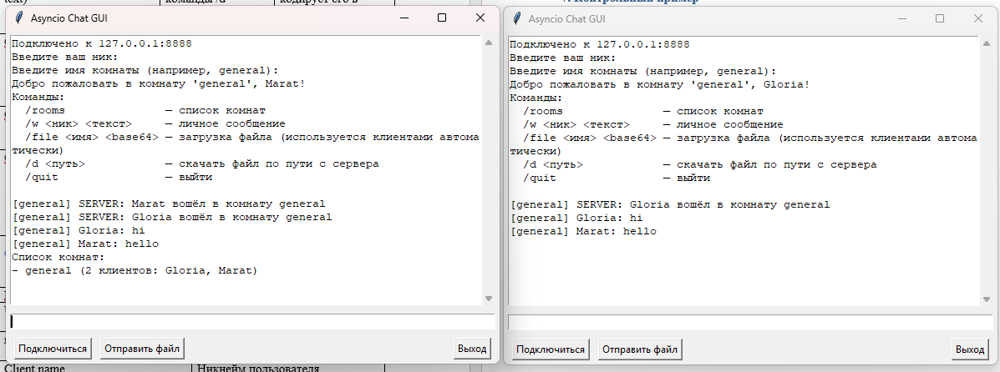 Asyncio Chat GUI
Подключено к 127.0.0.1:8888
Введите ваш ник:
Введите имя комнаты (например, general):
Добро пожаловать в комнату 'general', Marat!
Команды:
/rooms — список комнат
/w <ник> <текст> — личное сообщение
/file <имя> <base64> — загрузка файла (используется клиентами автома
тически)
/d <путь> — скачать файл по пути с сервера
/quit — выйти
[general] SERVER: Marat вошёл в комнату general
[general] SERVER: Gloria вошёл в комнату general
[general] Gloria: hi
[general] Marat: hello
Список комнат:
- general (2 клиентов: Gloria, Marat)
Подключиться
Отправить файл
Выход
Asyncio Chat GUI
Подключено к 127.0.0.1:8888
Введите ваш ник:
Введите имя комнаты (например, general):
Добро пожаловать в комнату 'general', Gloria!
Команды:
/rooms — список комнат
/w <ник> <текст> — личное сообщение
/file <имя> <base64> — загрузка файла (используется клиентами автома
тически)
/d <путь> — скачать файл по пути с сервера
/quit — выйти
[general] SERVER: Gloria вошёл в комнату general
[general] Gloria: hi
[general] Marat: hello
Подключиться
Отправить файл
Выход
Client name
Никнейм пользователя